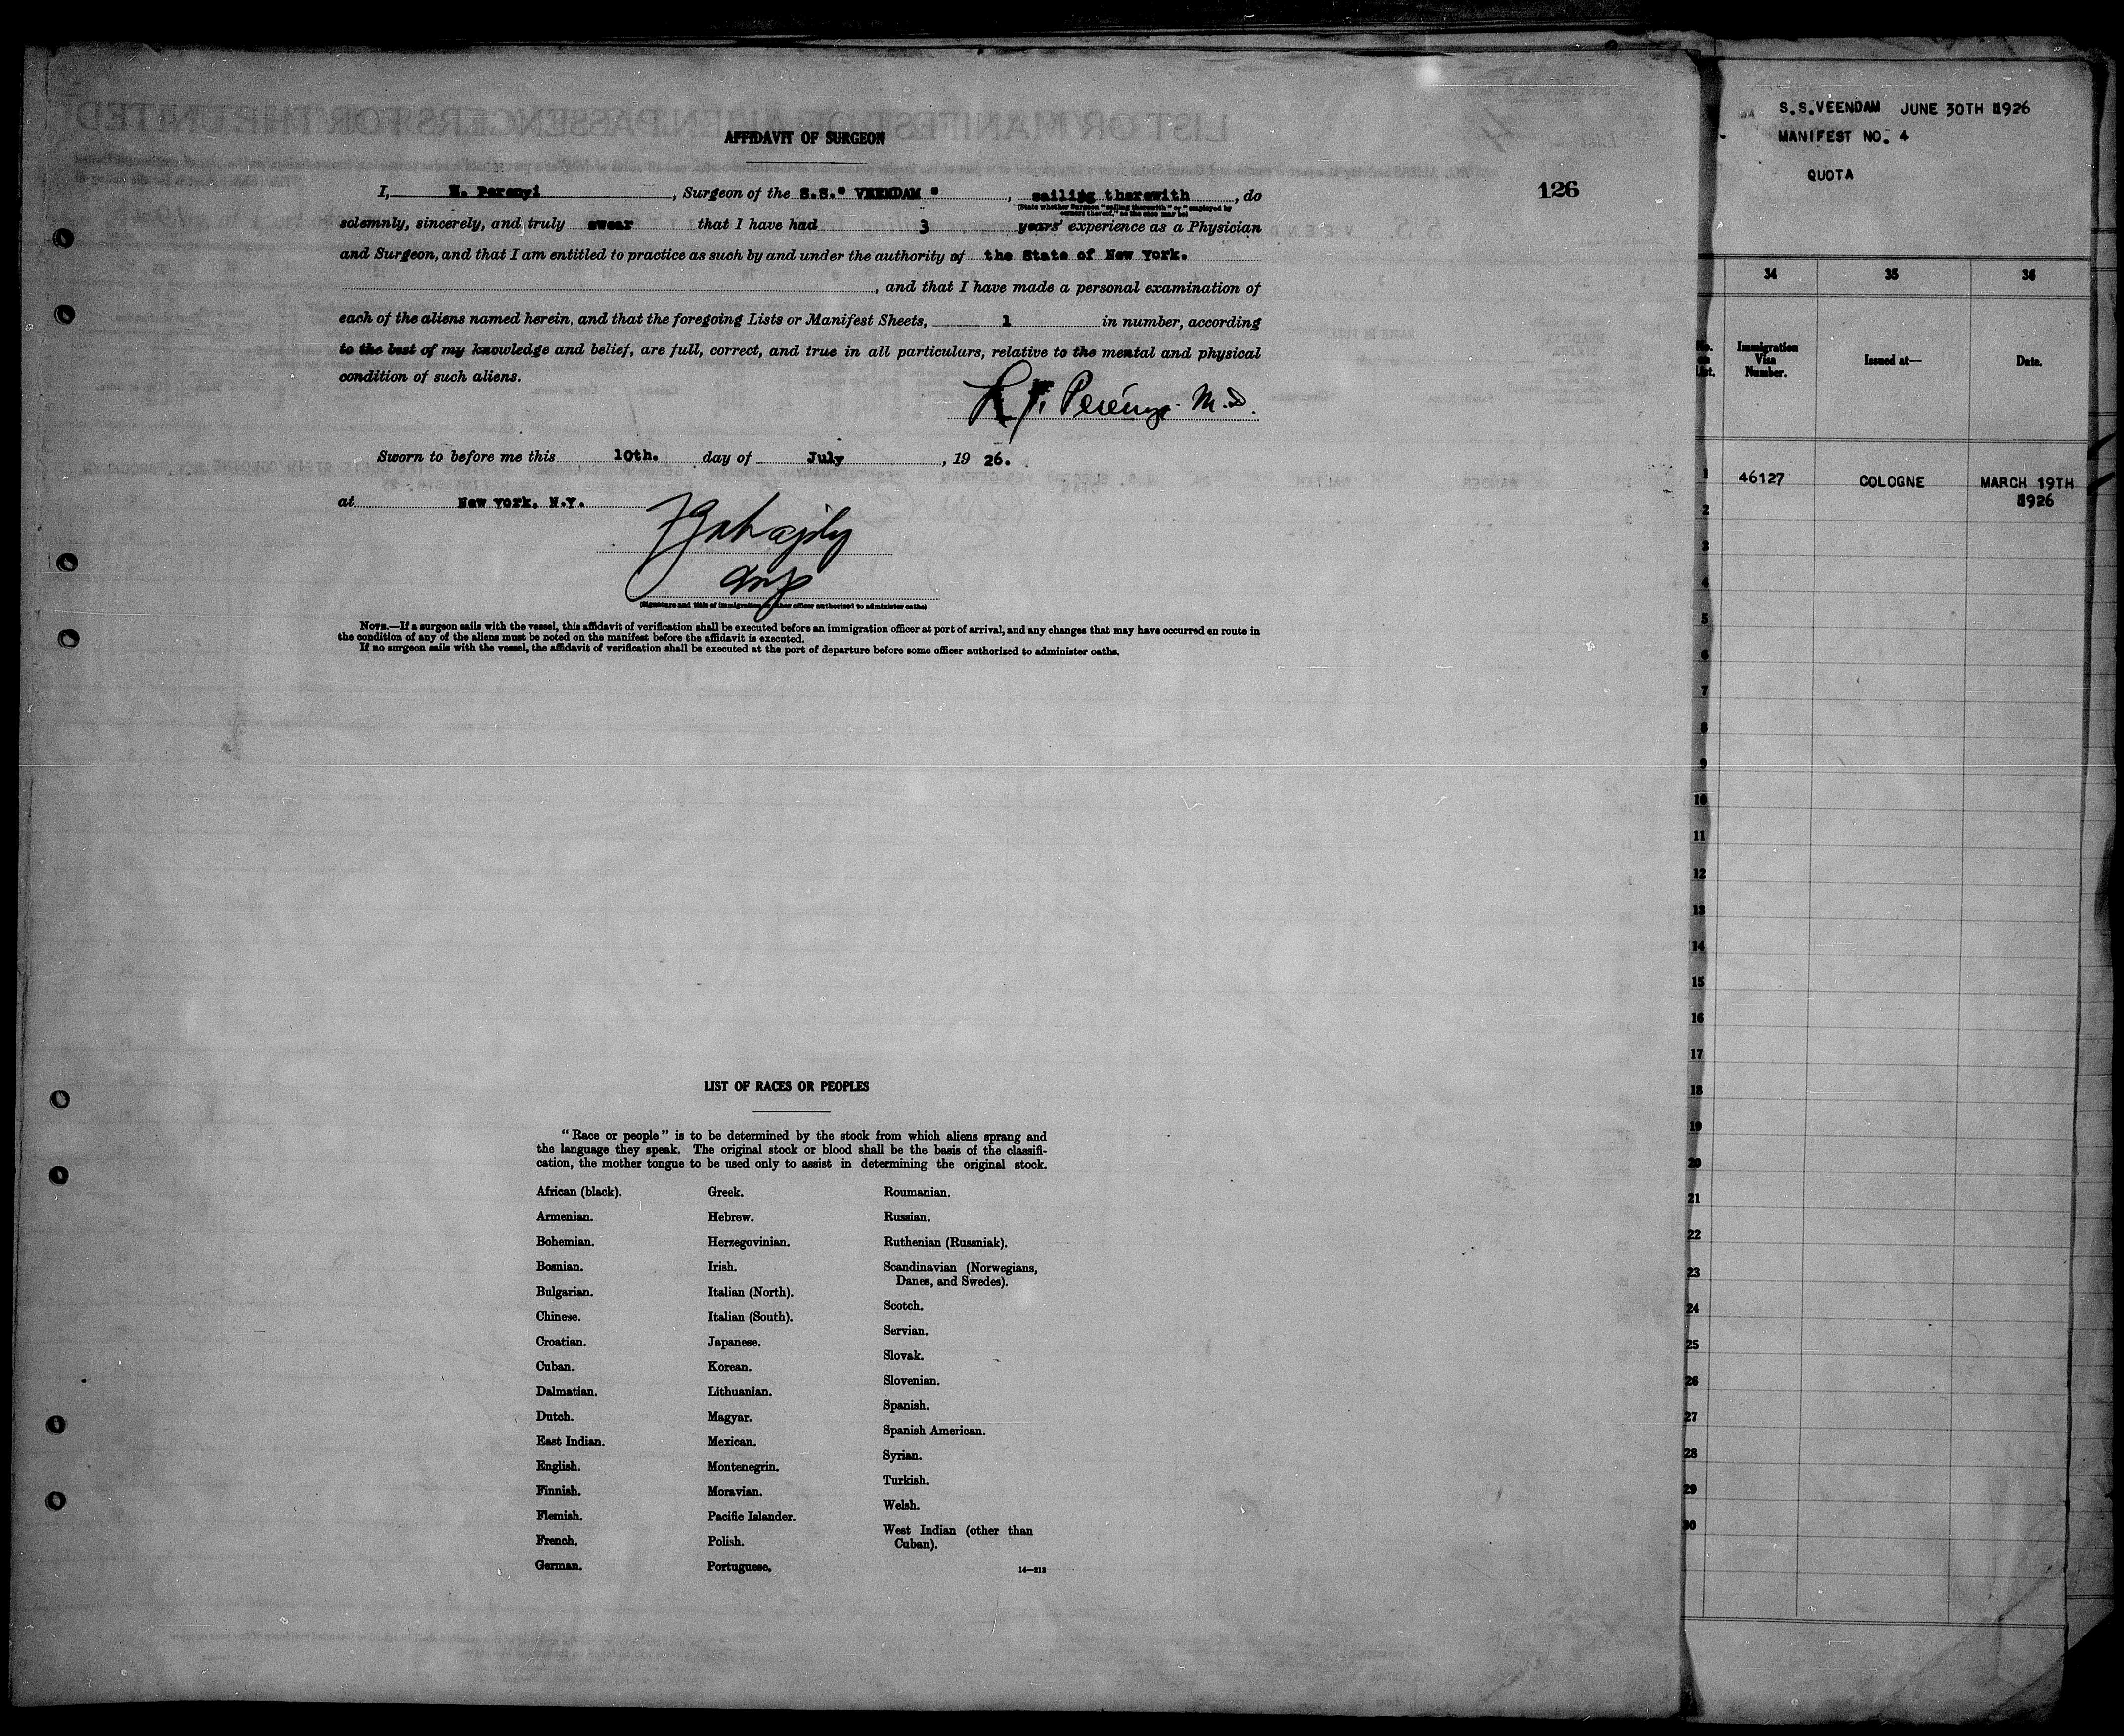 AFFIDAVIT OF SURGEON
I, H. Perenyi, Surgeon of the S.S." VEENDAM ", sailigg therewith, do
(State whether Surgeon "sailing therewith" or "employed by
owners thereof," as the case may be)
solemnly, sincerely, and truly swear that I have had 3 years' experience as a Physician
and Surgeon, and that I am entitled to practice as such by and under the authority of the State of New York.
, and that I have made a personal examination of
each of the aliens named herein, and that the foregoing Lists or Manifest Sheets, 1 in number, according
to the best of my knowledge and belief, are full, correct, and true in all particulars, relative to the mental and physical
condition of such aliens.
Perényi M.D.
Sworn to before me this 10th. day of July, 19 26.
at New York, N.Y.
(Signature and title of immigration or other officer authorized to administer oaths)
NOTE.—If a surgeon sails with the vessel, this affidavit of verification shall be executed before an immigration officer at port of arrival, and any changes that may have occurred en route in
the condition of any of the aliens must be noted on the manifest before the affidavit is executed.
If no surgeon sails with the vessel, the affidavit of verification shall be executed at the port of departure before some officer authorized to administer oaths.
126
LIST OF RACES OR PEOPLES
"Race or people" is to be determined by the stock from which aliens sprang and
the language they speak. The original stock or blood shall be the basis of the classifi-
cation, the mother tongue to be used only to assist in determining the original stock.
African (black).
Armenian.
Bohemian.
Bosnian.
Bulgarian.
Chinese.
Croatian.
Cuban.
Dalmatian.
Dutch.
East Indian.
English.
Finnish.
Flemish.
French.
German.
Greek.
Hebrew.
Herzegovinian.
Irish.
Italian (North).
Italian (South).
Japanese.
Korean.
Lithuanian.
Magyar.
Mexican.
Montenegrin.
Moravian.
Pacific Islander.
Polish.
Portuguese.
Roumanian.
Russian.
Ruthenian (Russniak).
Scandinavian (Norwegians,
Danes, and Swedes).
Scotch.
Servian.
Slovak.
Slovenian.
Spanish.
Spanish American.
Syrian.
Turkish.
Welsh.
West Indian (other than
Cuban).
14—213
S.S.VEENDAM JUNE 30TH 1926
MANIFEST NO. 4
QUOTA
34 35 36
No.
on
List.
Immigration
Visa
Number.
Issued at—
Date.
1 46127 COLOGNE MARCH 19TH
1926
2
3
4
5
6
7
8
9
10
11
12
13
14
15
16
17
18
19
20
21
22
23
24
25
26
27
28
29
30